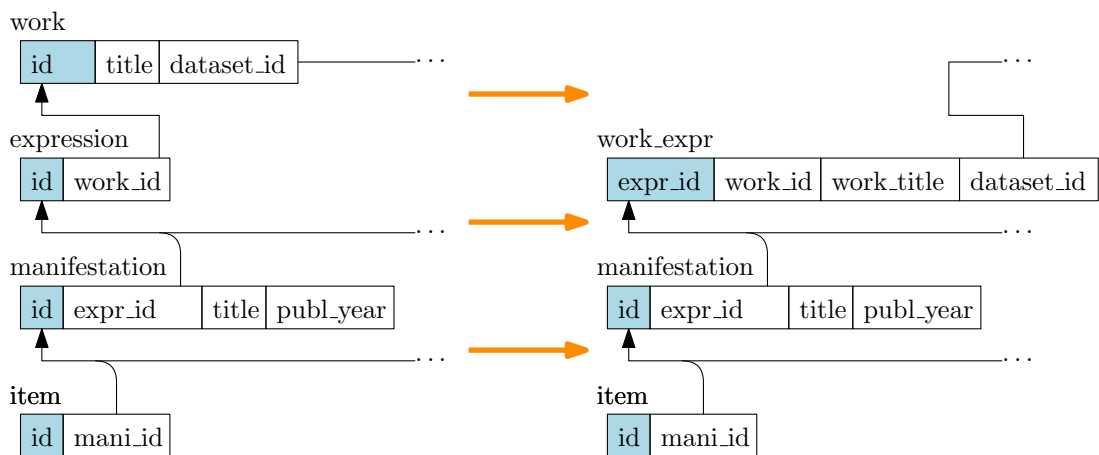 work
id title dataset_id ...
...
expression
work_expr
id work_id
expr_id work_id work_title dataset_id
...
...
manifestation
manifestation
id expr_id title publ_year
id expr_id title publ_year
...
...
item
item
id mani_id
id mani_id